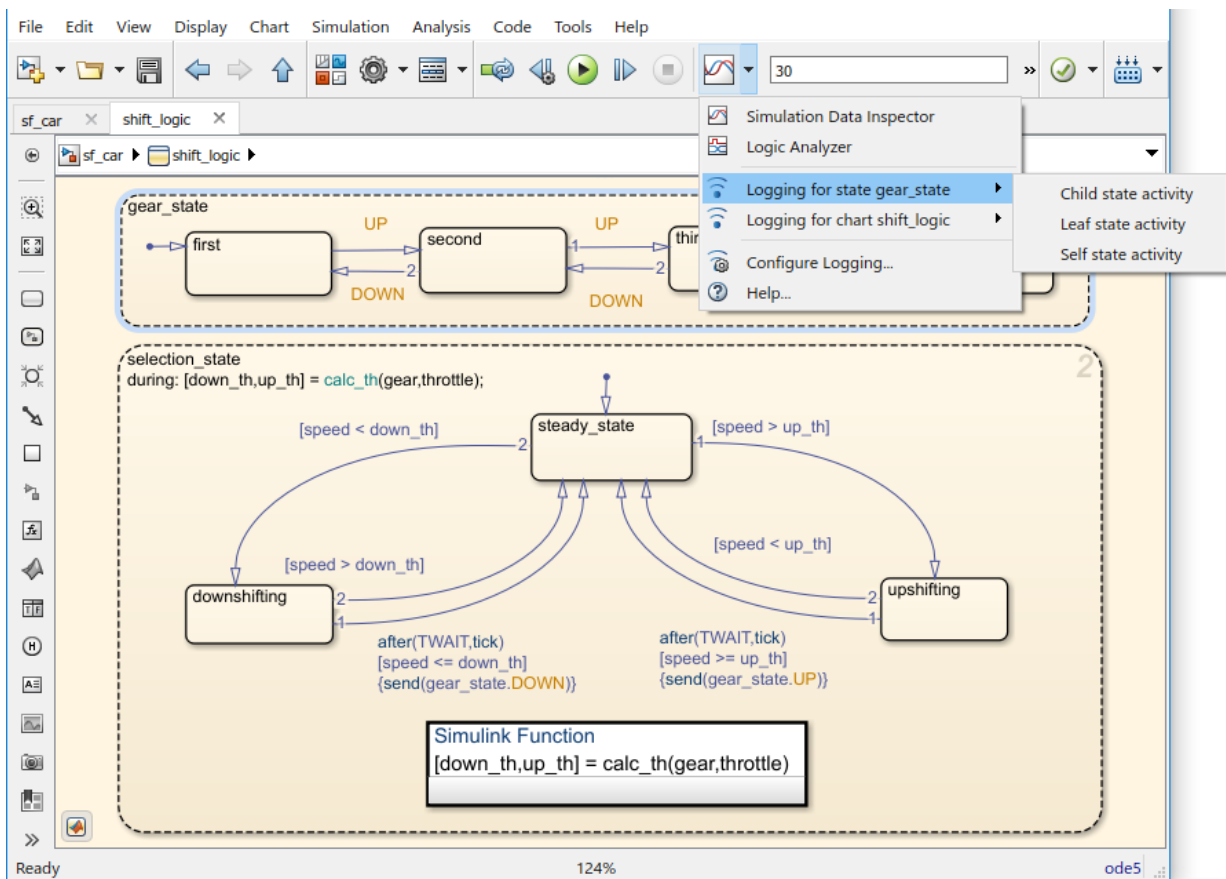 File Edit View Display Chart Simulation Analysis Code Tools Help
30
sf_car shift_logic
sf_car shift_logic
Simulation Data Inspector
Logic Analyzer
Logging for state gear_state
Logging for chart shift_logic
Configure Logging...
Help...
Child state activity
Leaf state activity
Self state activity
gear_state
UP UP
first second thir
1
2 2
DOWN DOWN
selection_state
during: [down_th,up_th] = calc_th(gear,throttle);
2
steady_state
[speed < down_th] [speed > up_th]
2 1
[speed < up_th]
[speed > down_th]
downshifting upshifting
2 2
1 1
after(TWAIT,tick) after(TWAIT,tick)
[speed <= down_th] [speed >= up_th]
{send(gear_state.DOWN)} {send(gear_state.UP)}
Simulink Function
[down_th,up_th] = calc_th(gear,throttle)
Ready 124% ode5